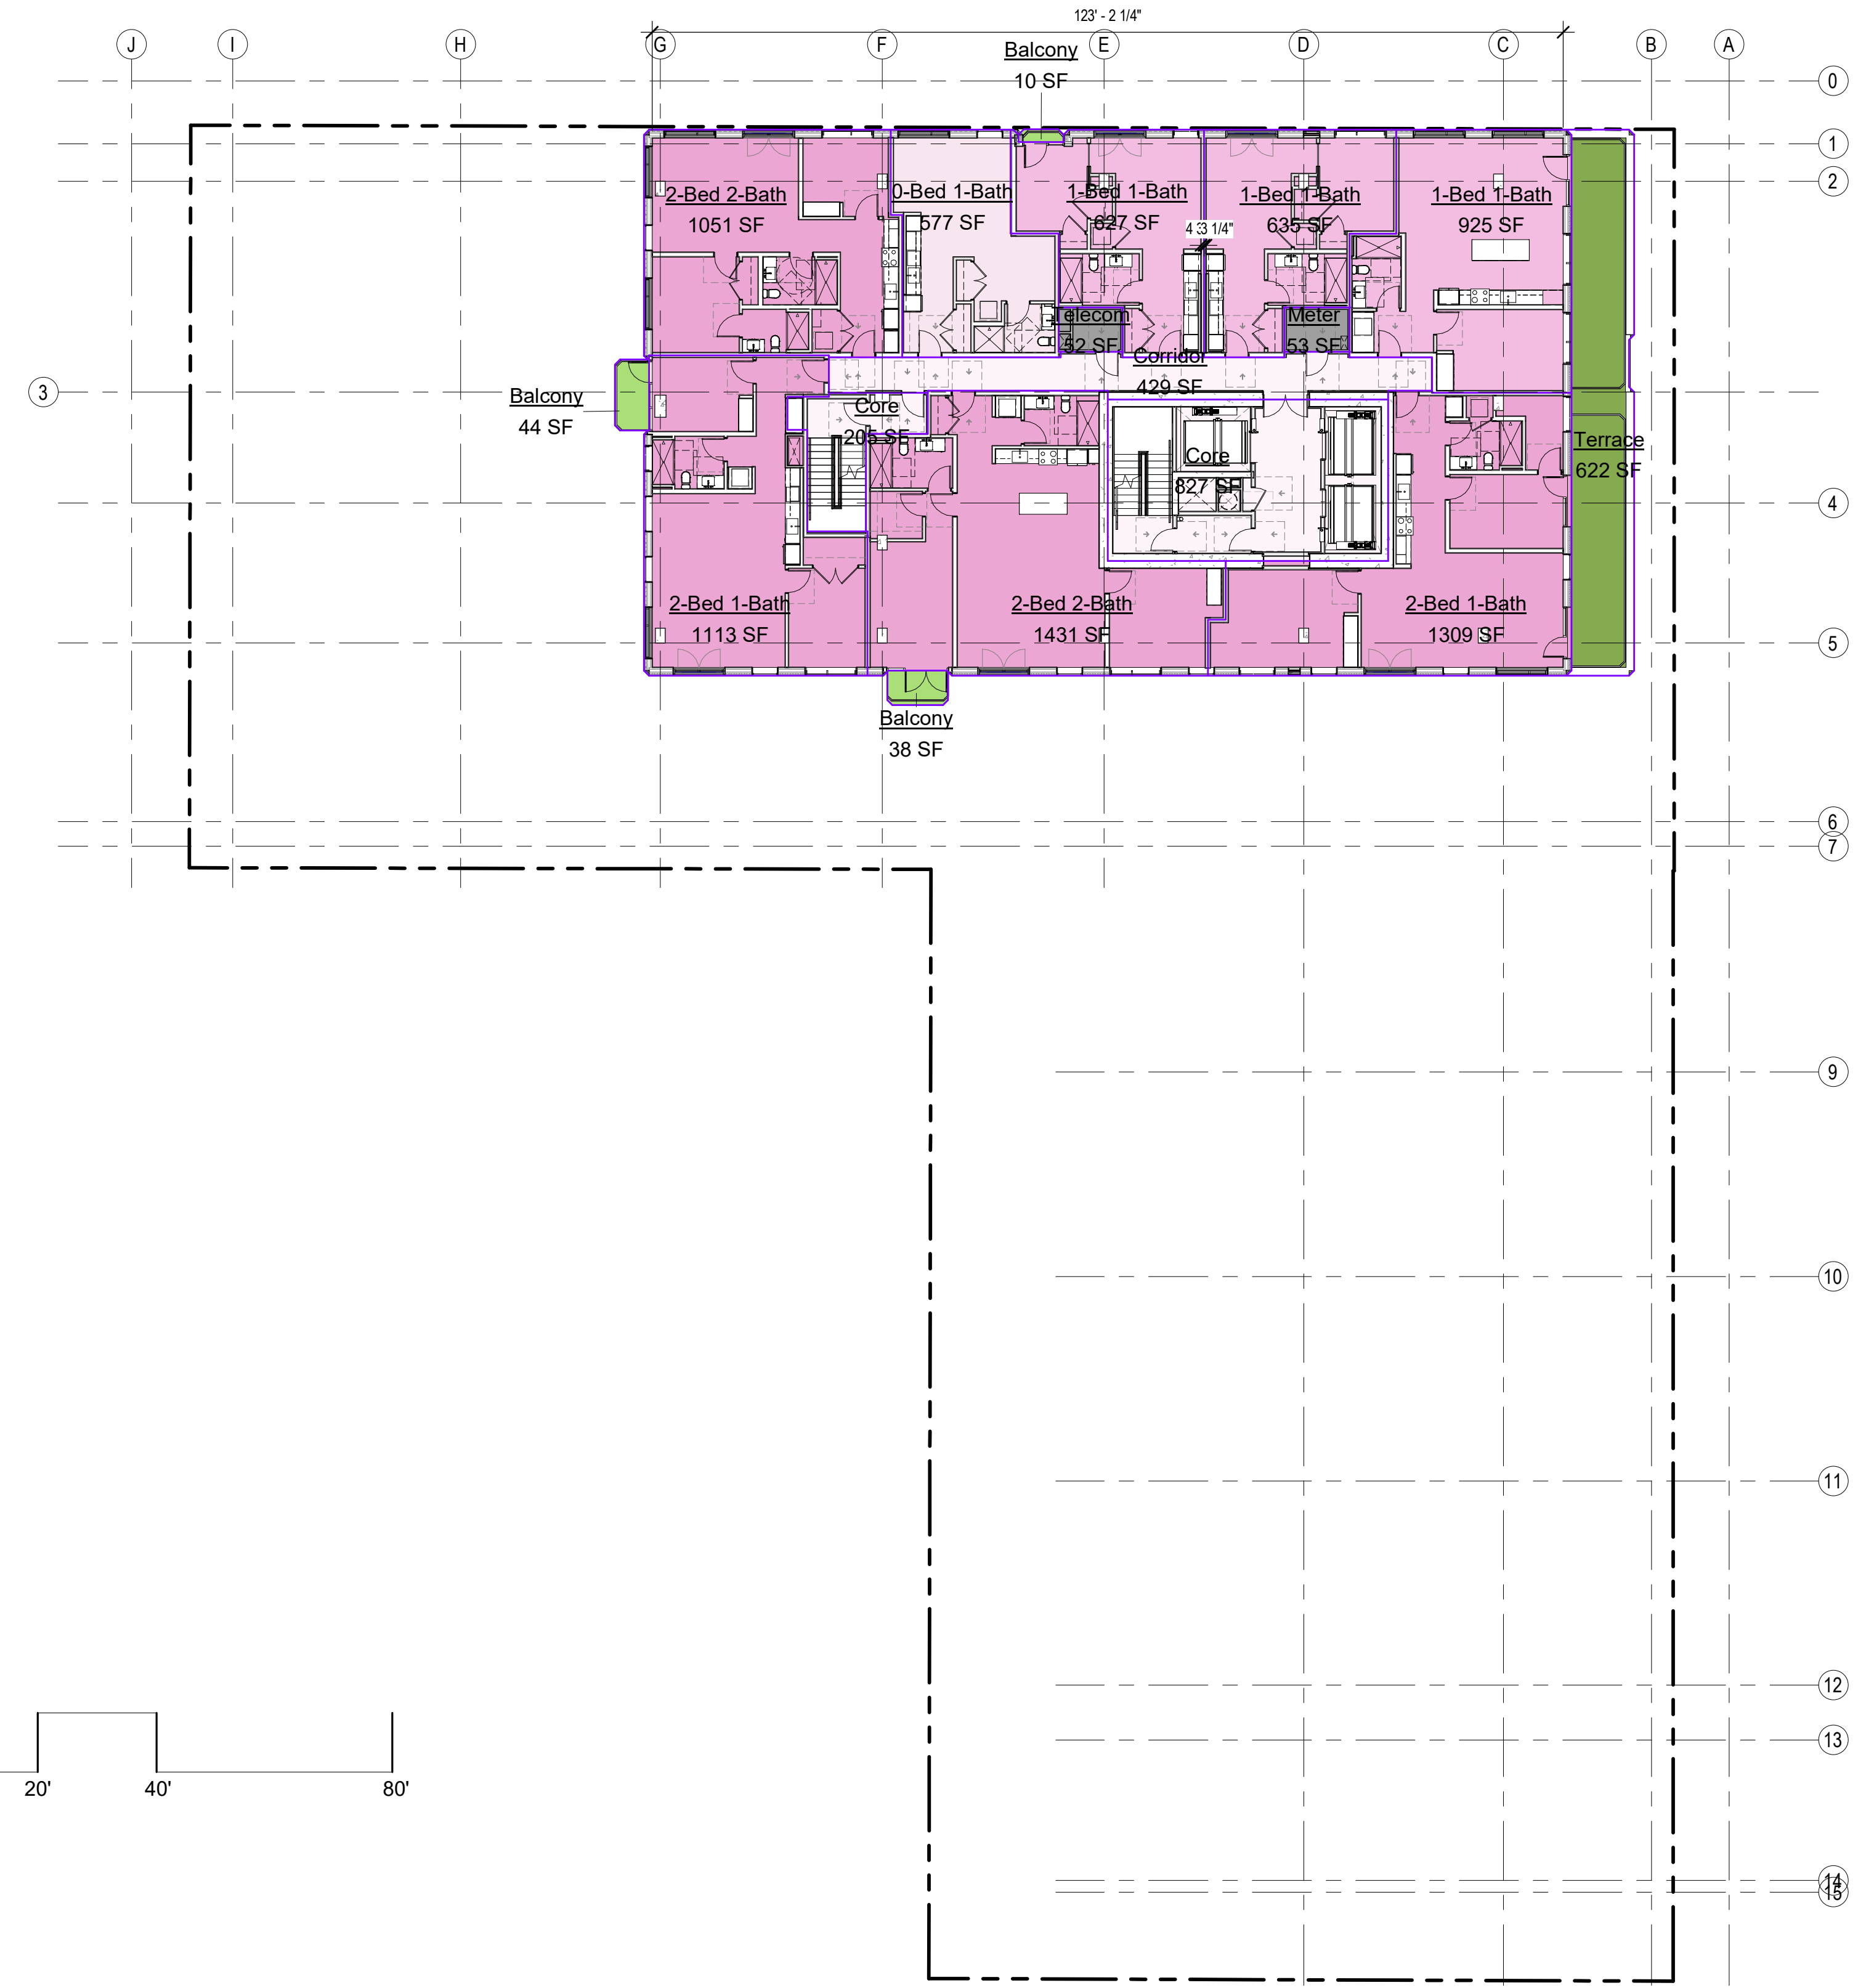 123' - 2 1/4"
J
I
H
G
F
E
D
C
B
A
Balcony
10 SF
0
1
2
2-Bed 2-Bath
1051 SF
0-Bed 1-Bath
577 SF
1-Bed 1-Bath
627 SF
1-Bed 1-Bath
635 SF
1-Bed 1-Bath
925 SF
Telecom
52 SF
Meter
53 SF
Corridor
429 SF
3
Balcony
44 SF
Core
205 SF
Core
827 SF
Terrace
622 SF
4
2-Bed 1-Bath
1113 SF
2-Bed 2-Bath
1431 SF
2-Bed 1-Bath
1309 SF
5
Balcony
38 SF
6
7
9
10
11
12
13
14
15
20'
40'
80'